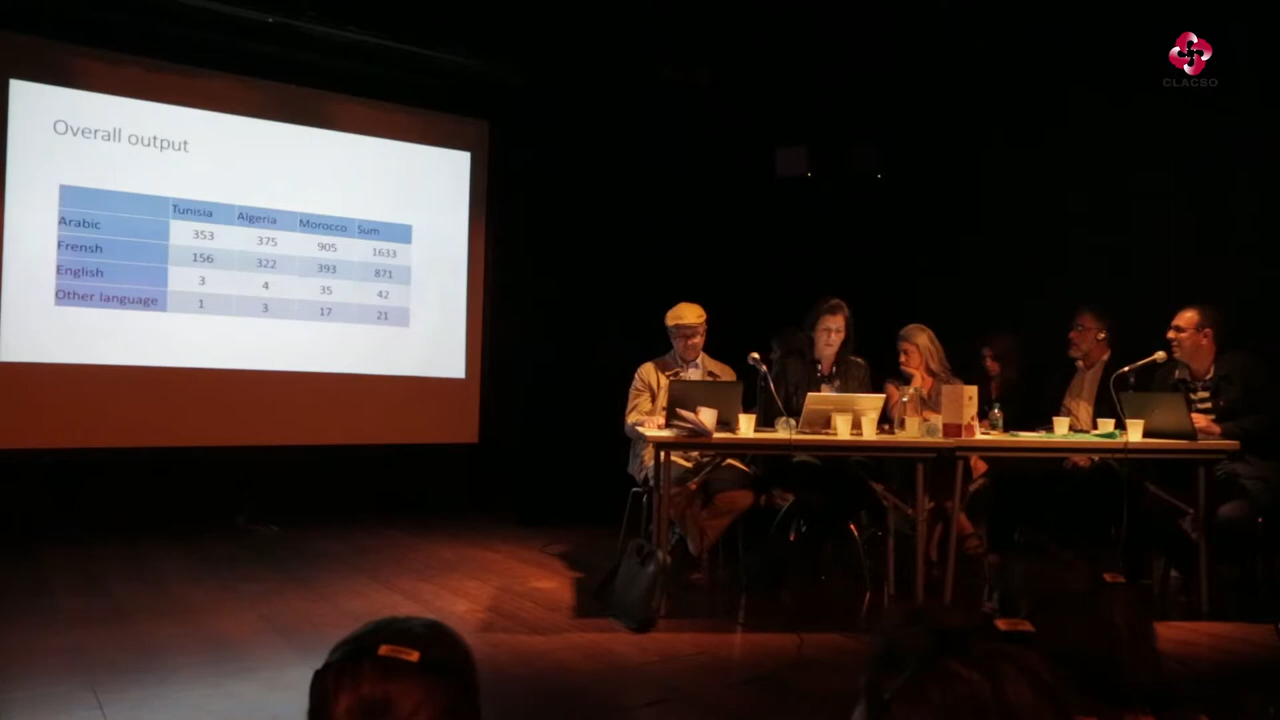 CLACSO
Overall output
Tunisia Algeria Morocco Sum
Arabic 353 375 905 1633
Frensh 156 322 393 871
English 3 4 35 42
Other language 1 3 17 21